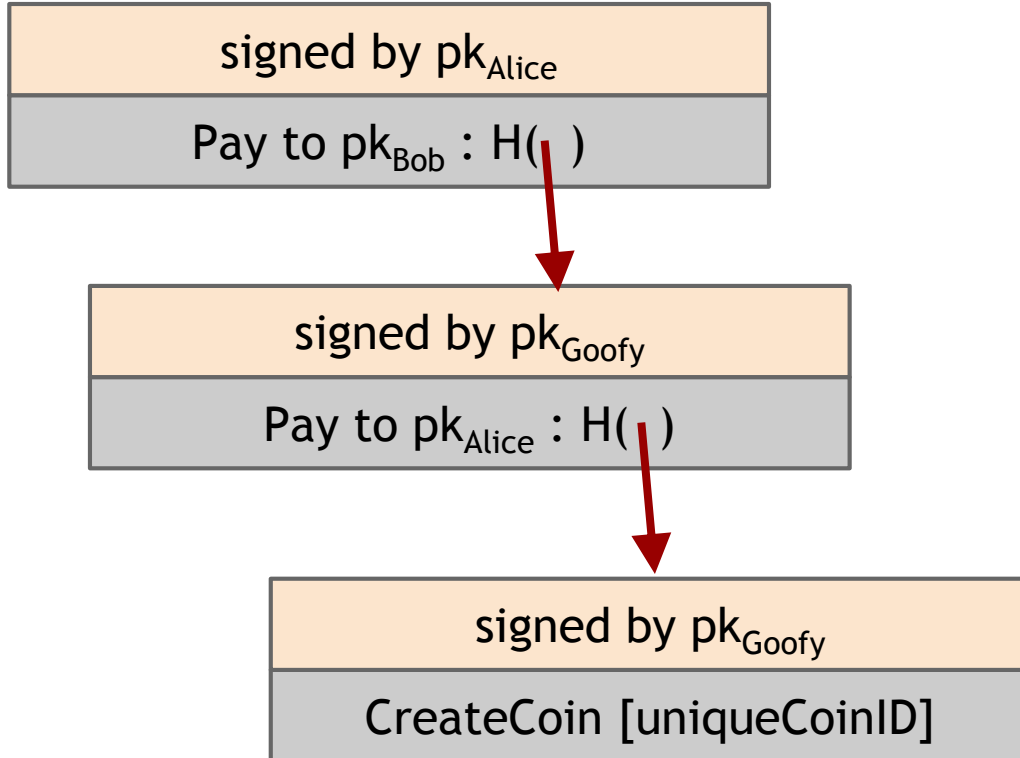 signed by pkAlice
Pay to pkBob : H( )
signed by pkGoofy
Pay to pkAlice : H( )
signed by pkGoofy
CreateCoin [uniqueCoinID]